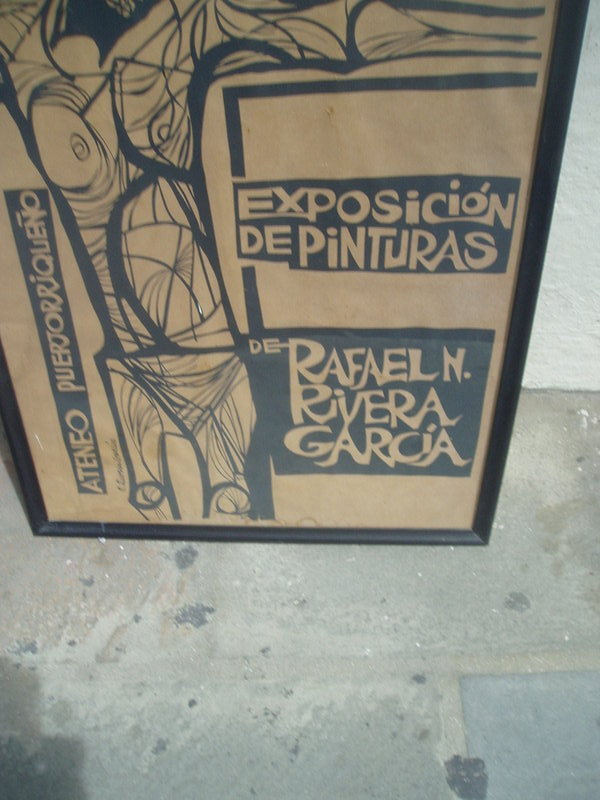 ATENEO PUERTORRIQUEÑO
EXPOSICIÓN
DE PINTURAS
DE RAFAEL N.
RIVERA
GARCÍA